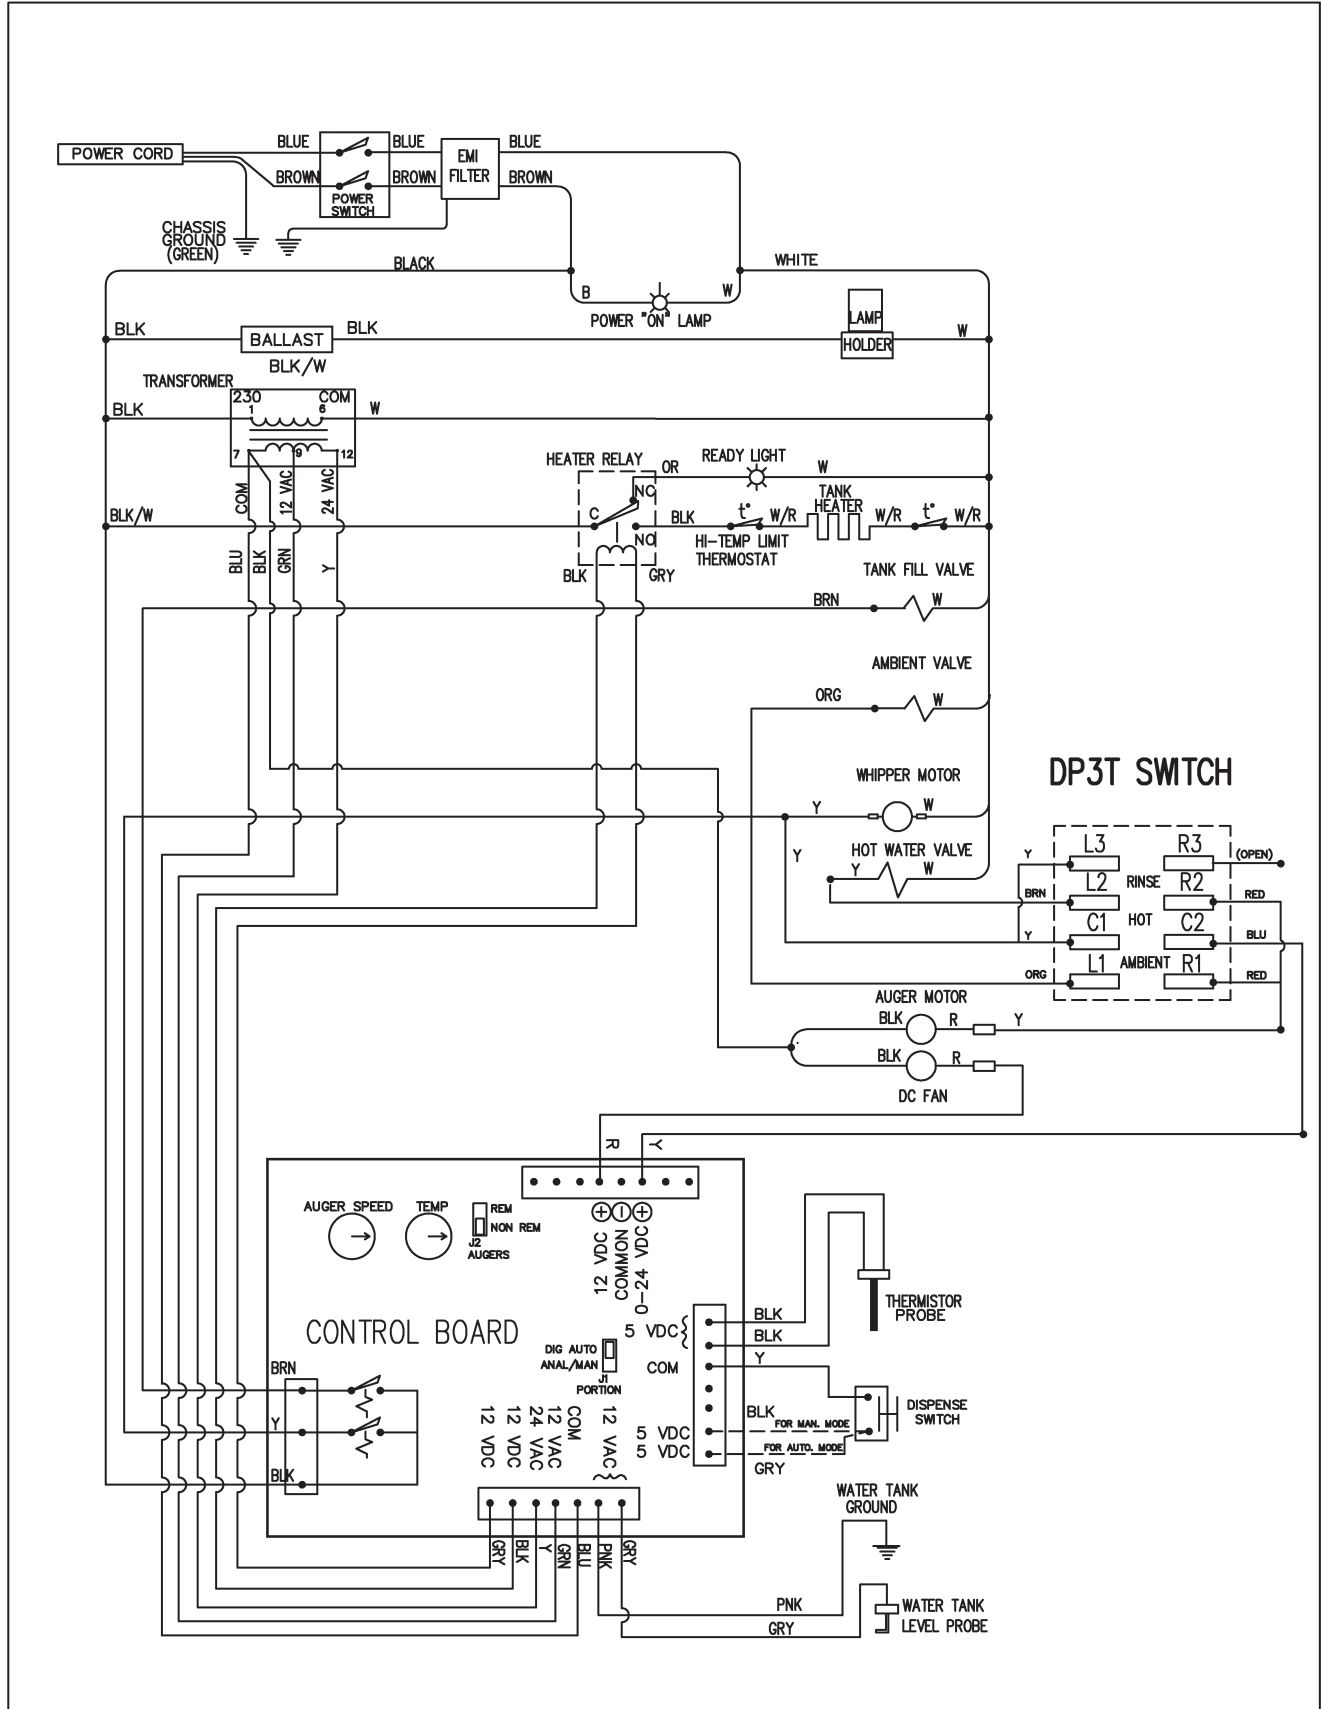 POWER CORD
BLUE
BLUE
BLUE
EMI
FILTER
BROWN
BROWN
BROWN
POWER
SWITCH
CHASSIS
GROUND
(GREEN)
BLACK
WHITE
B
W
POWER "ON" LAMP
LAMP
HOLDER
W
BLK
BALLAST
BLK
BLK/W
TRANSFORMER
230
COM
1
6
BLK
W
7
9
12
COM
12 VAC
24 VAC
HEATER RELAY
OR
READY LIGHT
W
NC
C
NO
BLK/W
BLK
t°
W/R
TANK
HEATER
W/R
t°
W/R
HI-TEMP LIMIT
THERMOSTAT
BLU
BLK
GRN
Y
BLK
GRY
TANK FILL VALVE
BRN
W
AMBIENT VALVE
ORG
W
DP3T SWITCH
WHIPPER MOTOR
Y
W
Y
HOT WATER VALVE
Y
W
Y
L3
R3
(OPEN)
L2
RINSE
R2
BRN
RED
C1
HOT
C2
Y
BLU
L1
AMBIENT
R1
ORG
RED
AUGER MOTOR
BLK
R
Y
BLK
R
DC FAN
R
Y
AUGER SPEED
TEMP
REM
NON REM
J2
AUGERS
+
−
+
12 VDC
COMMON
0-24 VDC
CONTROL BOARD
DIG AUTO
ANAL/MAN
J1
PORTION
5 VDC
COM
5 VDC
5 VDC
BLK
BLK
Y
THERMISTOR
PROBE
BLK
FOR MAN. MODE
FOR AUTO. MODE
GRY
DISPENSE
SWITCH
BRN
Y
BLK
12 VDC
12 VDC
24 VAC
12 VAC
COM
12 VAC
GRY
BLK
Y
GRN
BLU
PNK
GRY
WATER TANK
GROUND
PNK
GRY
WATER TANK
LEVEL PROBE